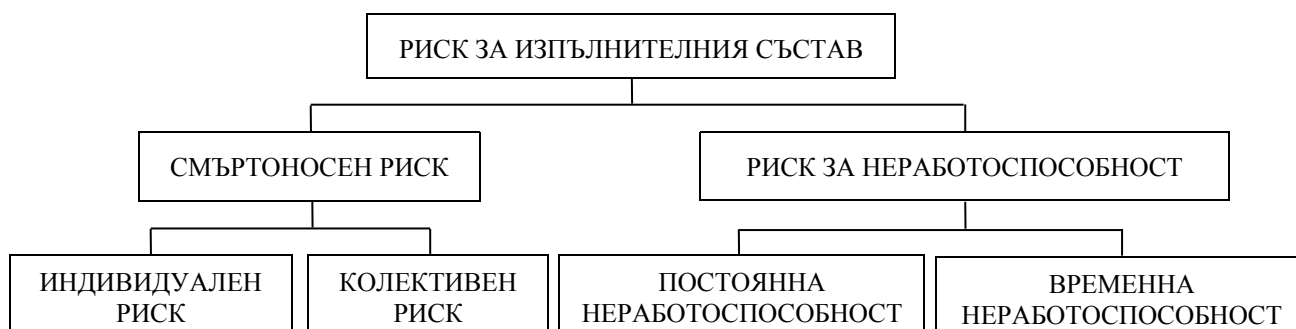 РИСК ЗА ИЗПЪЛНИТЕЛНИЯ СЪСТАВ
СМЪРТОНОСЕН РИСК
РИСК ЗА НЕРАБОТОСПОСОБНОСТ
ИНДИВИДУАЛЕН
РИСК
КОЛЕКТИВЕН
РИСК
ПОСТОЯННА
НЕРАБОТОСПОСОБНОСТ
ВРЕМЕННА
НЕРАБОТОСПОСОБНОСТ